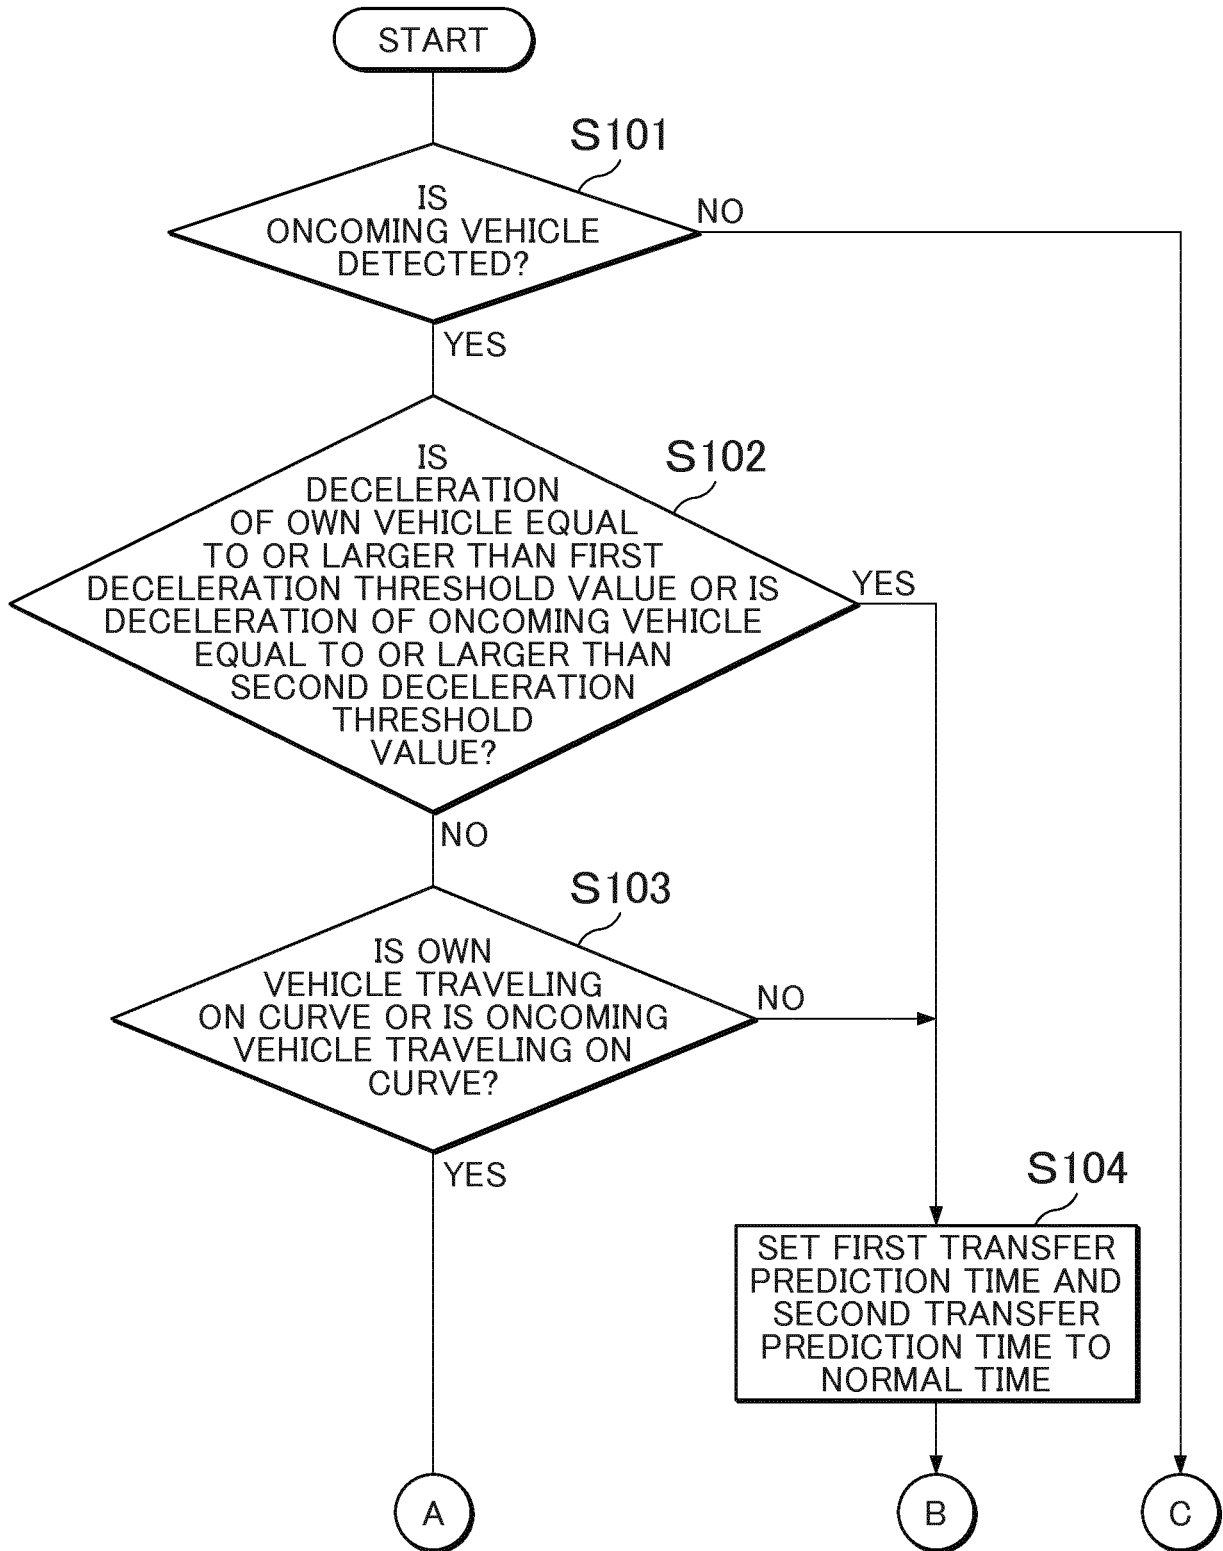 START
S101
IS
ONCOMING VEHICLE
DETECTED?
NO
YES
S102
IS
DECELERATION
OF OWN VEHICLE EQUAL
TO OR LARGER THAN FIRST
DECELERATION THRESHOLD VALUE OR IS
DECELERATION OF ONCOMING VEHICLE
EQUAL TO OR LARGER THAN
SECOND DECELERATION
THRESHOLD
VALUE?
YES
NO
S103
IS OWN
VEHICLE TRAVELING
ON CURVE OR IS ONCOMING
VEHICLE TRAVELING ON
CURVE?
NO
YES
S104
SET FIRST TRANSFER
PREDICTION TIME AND
SECOND TRANSFER
PREDICTION TIME TO
NORMAL TIME
A
B
C